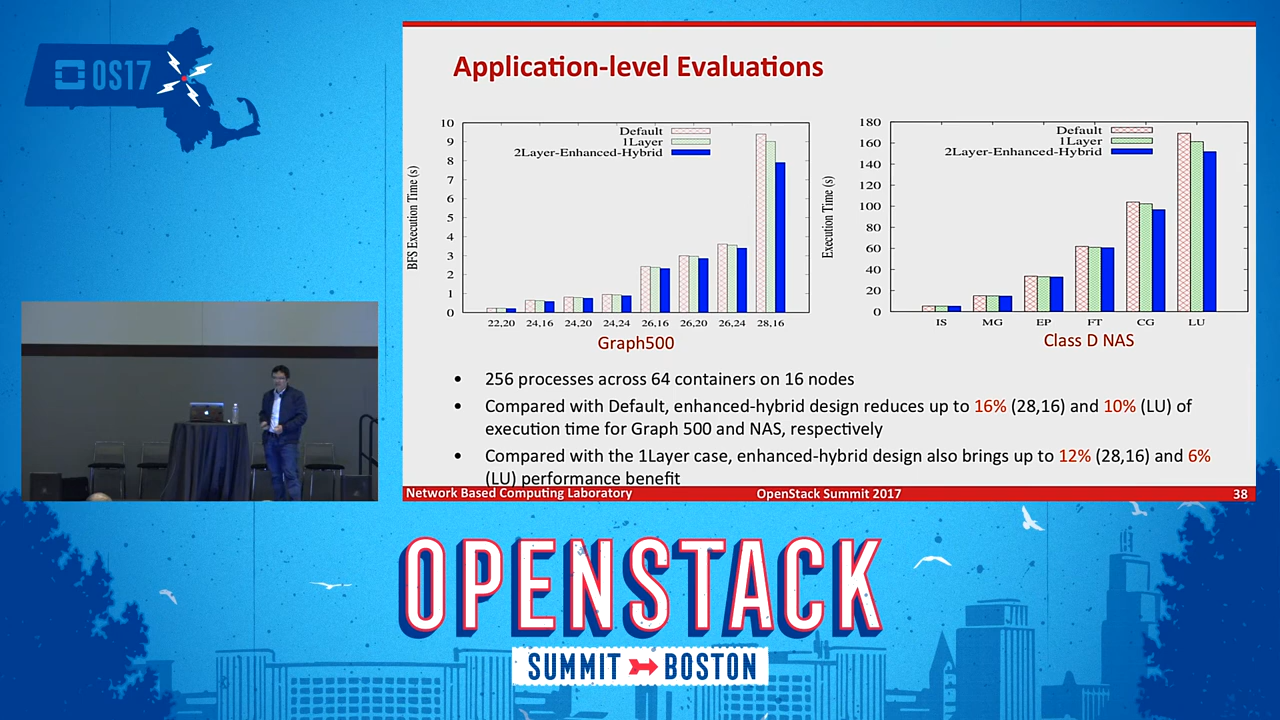 OS17
Application-level Evaluations
10
9
8
7
6
5
4
3
2
1
0
BFS Execution Time (s)
Default
1Layer
2Layer-Enhanced-Hybrid
22,20 24,16 24,20 24,24 26,16 26,20 26,24 28,16
Graph500
180
160
140
120
100
80
60
40
20
0
Execution Time (s)
Default
1Layer
2Layer-Enhanced-Hybrid
IS MG EP FT CG LU
Class D NAS
• 256 processes across 64 containers on 16 nodes
• Compared with Default, enhanced-hybrid design reduces up to 16% (28,16) and 10% (LU) of
execution time for Graph 500 and NAS, respectively
• Compared with the 1Layer case, enhanced-hybrid design also brings up to 12% (28,16) and 6%
(LU) performance benefit
Network Based Computing Laboratory OpenStack Summit 2017 38
OPENSTACK
SUMMIT BOSTON